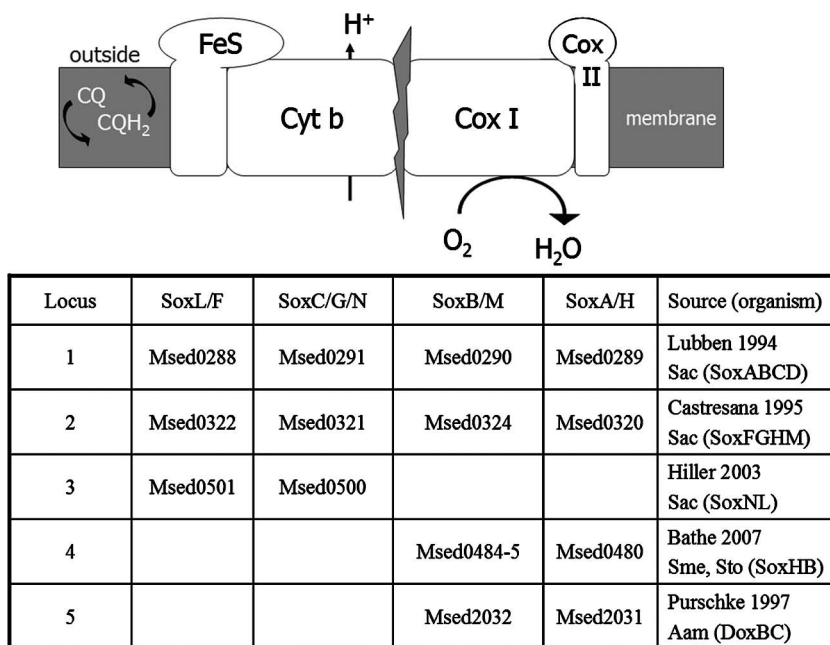 outside
FeS
H⁺
Cox
II
CQ
CQH₂
Cyt b
Cox I
membrane
O₂
H₂O
Locus SoxL/F SoxC/G/N SoxB/M SoxA/H Source (organism)
1 Msed0288 Msed0291 Msed0290 Msed0289 Lubben 1994
Sac (SoxABCD)
2 Msed0322 Msed0321 Msed0324 Msed0320 Castresana 1995
Sac (SoxFGHM)
3 Msed0501 Msed0500 Hiller 2003
Sac (SoxNL)
4 Msed0484-5 Msed0480 Bathe 2007
Sme, Sto (SoxHB)
5 Msed2032 Msed2031 Purschke 1997
Aam (DoxBC)